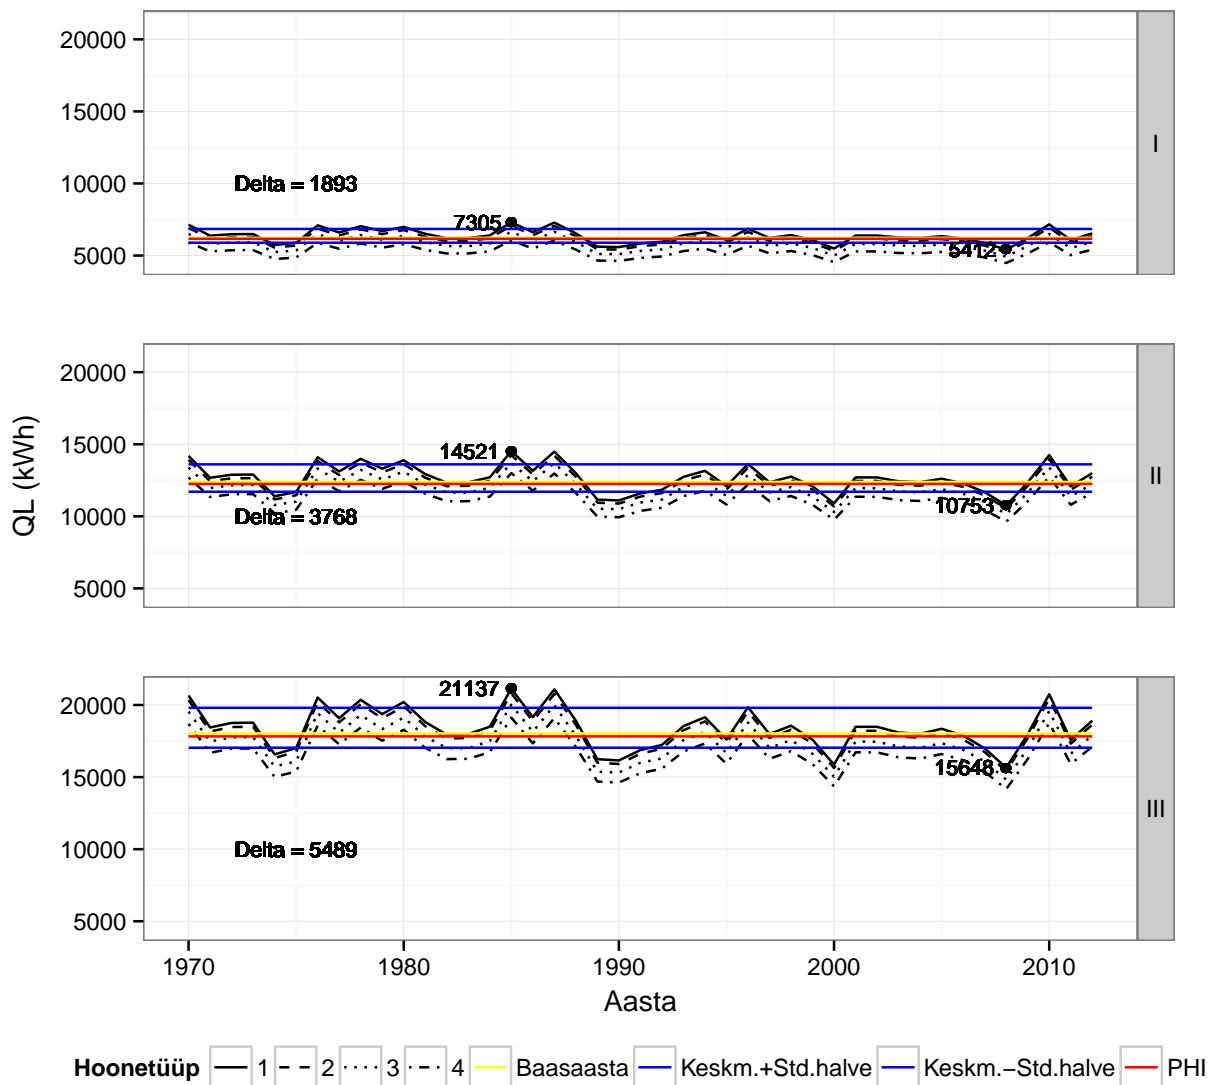 20000
15000
10000
5000
Delta = 1893
7305
5412
I
QL (kWh)
20000
15000
10000
5000
14521
Delta = 3768
10753
II
20000
15000
10000
5000
21137
15648
Delta = 5489
III
1970 1980 1990 2000 2010
Aasta
Hoonetüüp 1 2 3 4 Baasaasta Keskm.+Std.halve Keskm.−Std.halve PHI